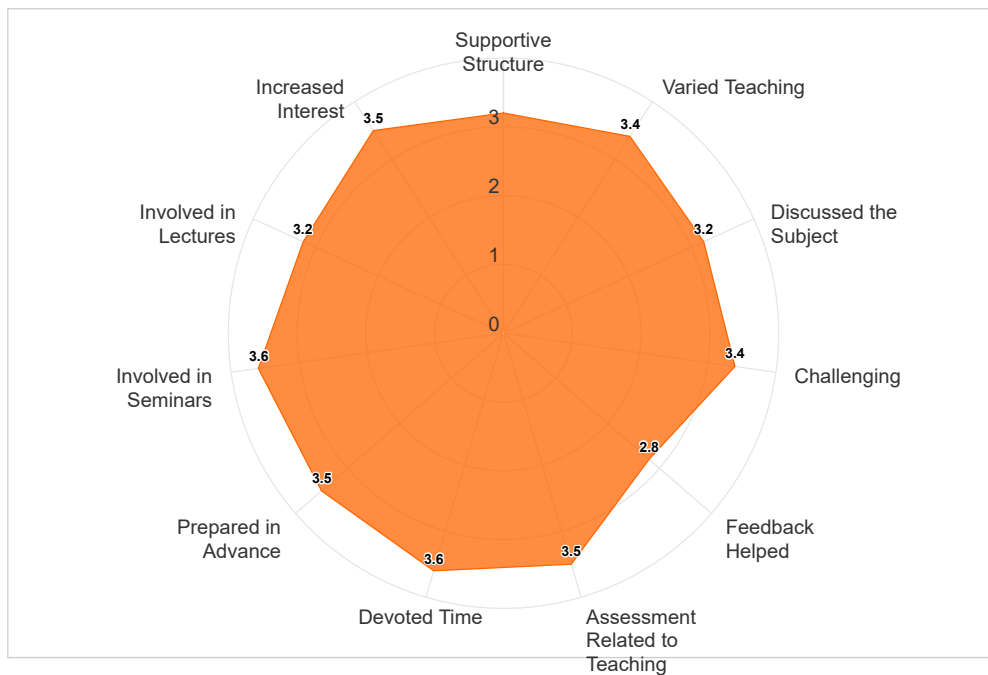 Supportive
Structure
Increased
Interest
Varied Teaching
3.5
3
3.4
Involved in
Lectures
3.2
2
3.2
Discussed the
Subject
1
0
Involved in
Seminars
3.6
3.4
Challenging
2.8
Prepared in
Advance
3.5
Feedback
Helped
3.6
3.5
Devoted Time
Assessment
Related to
Teaching